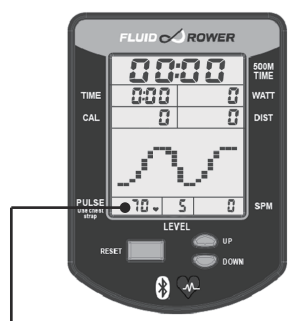 FLUID ROWER
00:00 500M TIME
TIME 0:00 0 WATT
CAL 0 0 DIST
PULSE Use Chest strap 70 5 0 SPM
LEVEL
RESET UP
DOWN